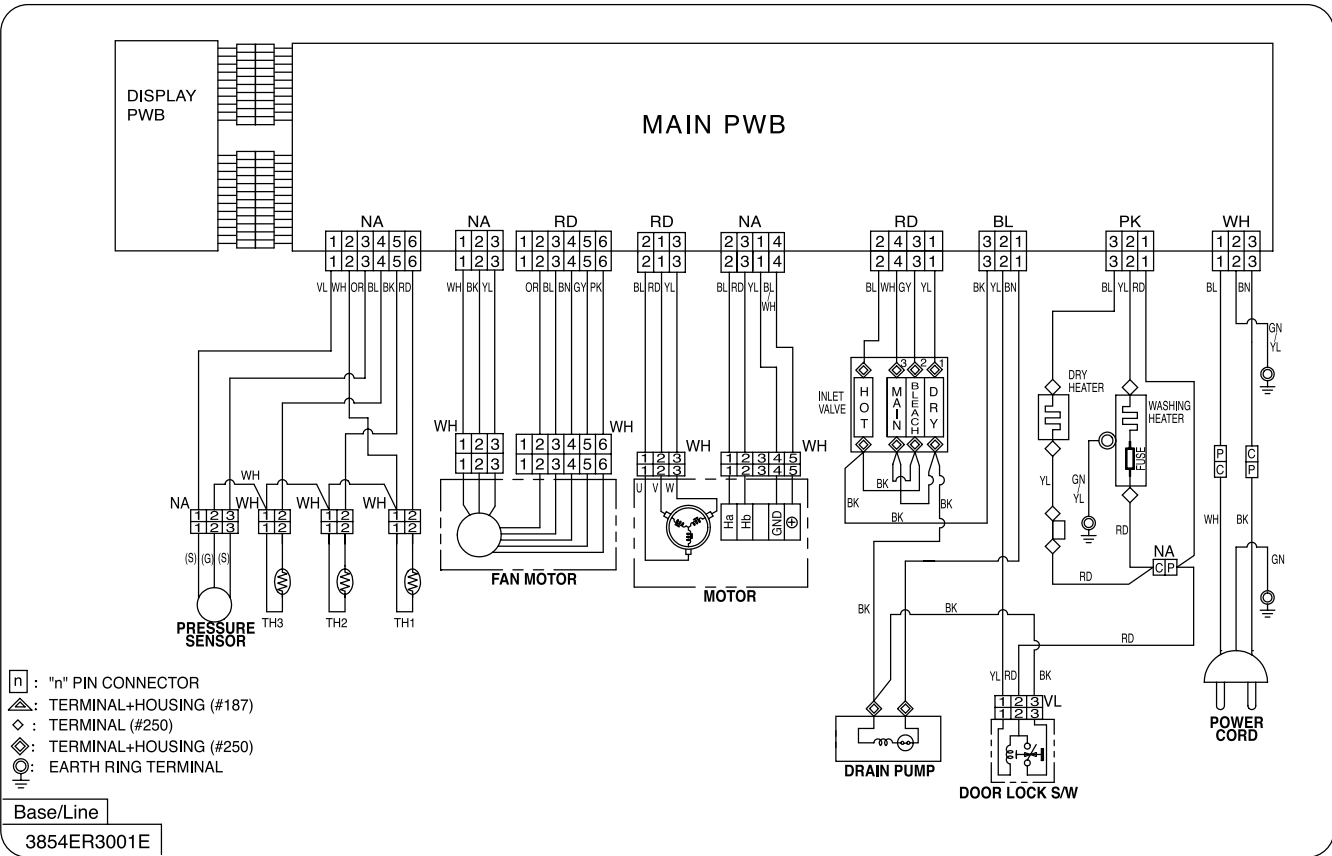 DISPLAY
PWB
MAIN PWB
NA NA RD RD NA RD BL PK WH
1 2 3 4 5 6 1 2 3 1 2 3 4 5 6 2 1 3 2 3 1 4 2 4 3 1 3 2 1 3 2 1 1 2 3
1 2 3 4 5 6 1 2 3 1 2 3 4 5 6 2 1 3 2 3 1 4 2 4 3 1 3 2 1 3 2 1 1 2 3
VL WH OR BL BK RD WH BK YL OR BL BN GY PK BL RD YL BL RD YL BL/WH BL WH GY YL BK YL BN BL YL RD BL BN
GN/YL
INLET
VALVE
HOT
3 2 1
MAIN
BLEACH
DRY
DRY
HEATER
WASHING
HEATER
FUSE
WH WH WH WH
1 2 3 1 2 3 4 5 6 1 2 3 1 2 3 4 5
1 2 3 1 2 3 4 5 6 1 2 3 1 2 3 4 5
U V W
Ha Hb GND
BK BK
BK BK
P C
C P
YL
GN/YL
RD
WH BK
NA
C P
RD
GN
WH
NA WH WH WH
1 2 3 1 2 1 2 1 2
1 2 3 1 2 1 2 1 2
(S) (G) (S)
FAN MOTOR
MOTOR
PRESSURE
SENSOR
TH3 TH2 TH1
BK BK
RD
YL RD BK
1 2 3 VL
1 2 3
POWER
CORD
DRAIN PUMP
DOOR LOCK S/W
n : "n" PIN CONNECTOR
: TERMINAL+HOUSING (#187)
: TERMINAL (#250)
: TERMINAL+HOUSING (#250)
: EARTH RING TERMINAL
Base/Line
3854ER3001E